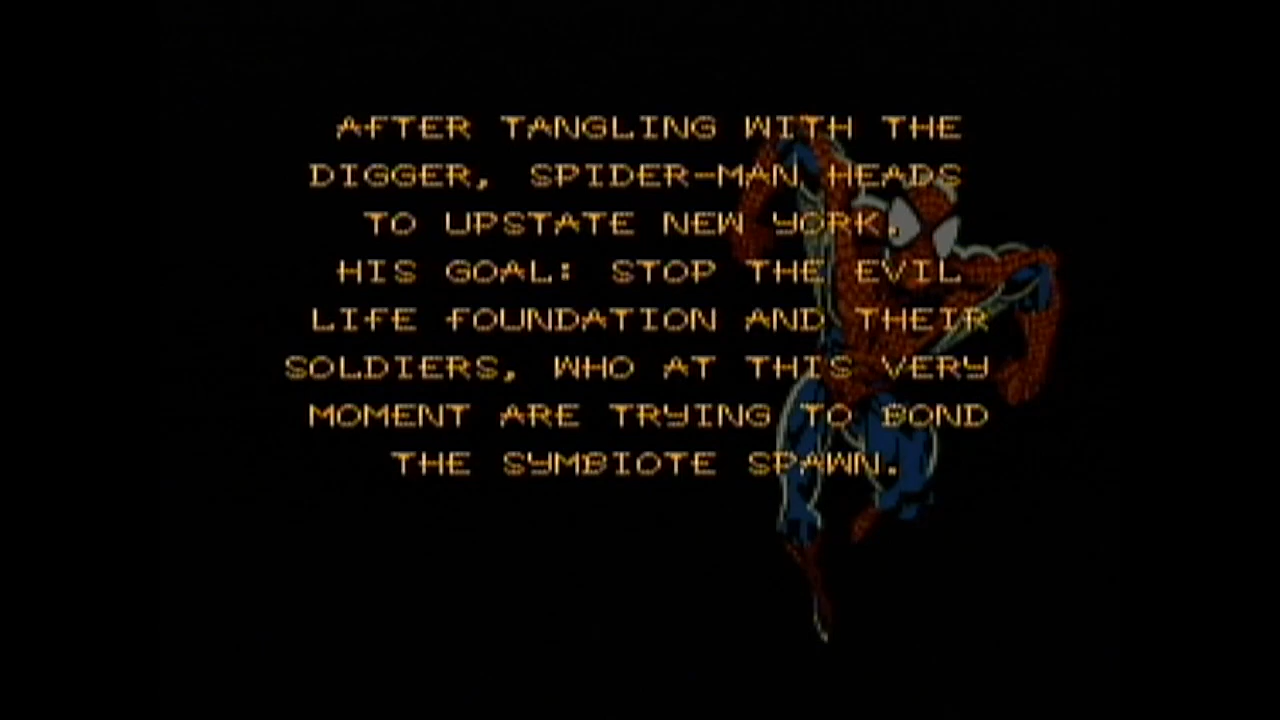 AFTER TANGLING WITH THE
DIGGER, SPIDER-MAN HEADS
TO UPSTATE NEW YORK.
HIS GOAL: STOP THE EVIL
LIFE FOUNDATION AND THEIR
SOLDIERS, WHO AT THIS VERY
MOMENT ARE TRYING TO BOND
THE SYMBIOTE SPAWN.